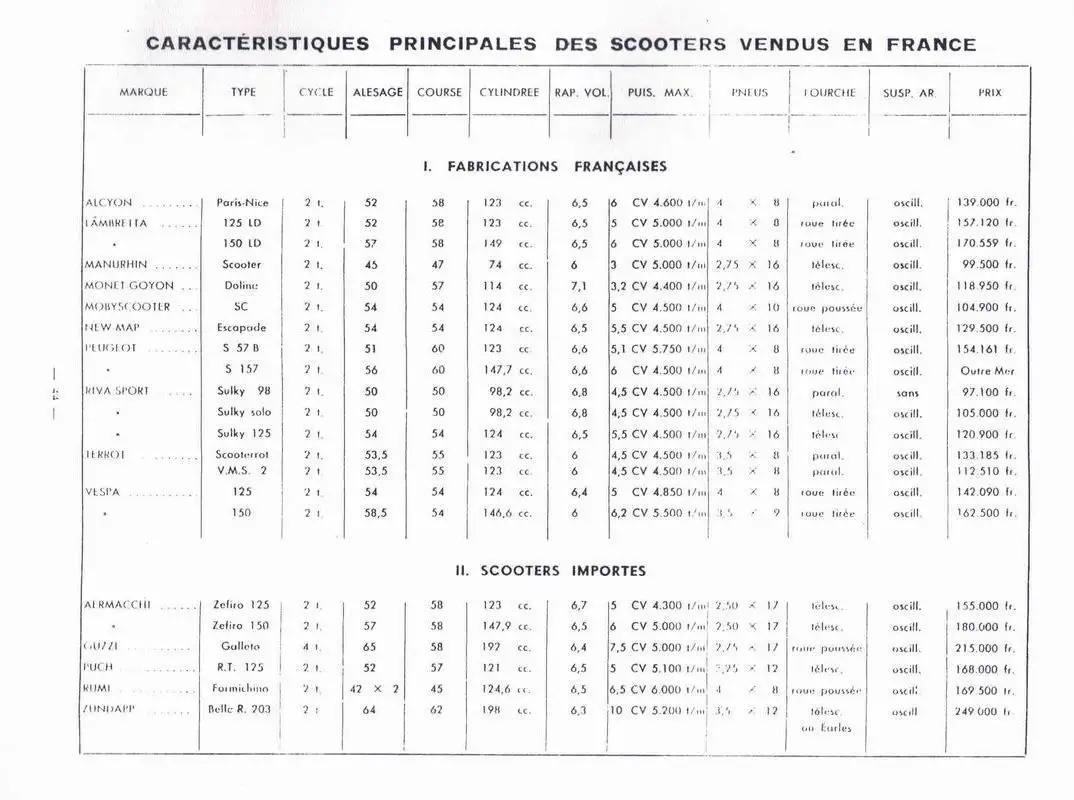 CARACTÉRISTIQUES PRINCIPALES DES SCOOTERS VENDUS EN FRANCE
MARQUE TYPE CYCLE ALESAGE COURSE CYLINDREE RAP. VOL. PUIS. MAX. PNEUS FOURCHE SUSP. AR. PRIX
I. FABRICATIONS FRANÇAISES
ALCYON ......... Paris-Nice 2 t. 52 58 123 cc. 6,5 6 CV 4.600 t/m 4 × 8 paral. oscill. 139.000 fr.
LAMBRETTA ...... 125 LD 2 t. 52 58 123 cc. 6,5 5 CV 5.000 t/m 4 × 8 roue tirée oscill. 157.120 fr.
» 150 LD 2 t. 57 58 149 cc. 6,5 6 CV 5.000 t/m 4 × 8 roue tirée oscill. 170.559 fr.
MANURHIN ....... Scooter 2 t. 45 47 74 cc. 6 3 CV 5.000 t/m 2,75 × 16 télesc. oscill. 99.500 fr.
MONET GOYON ... Doline 2 t. 50 57 114 cc. 7,1 3,2 CV 4.400 t/m 2,75 × 16 télesc. oscill. 118.950 fr.
MOBYSCOOTER ... SC 2 t. 54 54 124 cc. 6,6 5 CV 4.500 t/m 4 × 10 roue poussée oscill. 104.900 fr.
NEW MAP ........ Escapade 2 t. 54 54 124 cc. 6,5 5,5 CV 4.500 t/m 2,75 × 16 télesc. oscill. 129.500 fr.
PEUGEOT ........ S 57 B 2 t. 51 60 123 cc. 6,6 5,1 CV 5.750 t/m 4 × 8 roue tirée oscill. 154.161 fr.
» S 157 2 t. 56 60 147,7 cc. 6,6 6 CV 4.500 t/m 4 × 8 roue tirée oscill. Outre Mer
RIVA SPORT ..... Sulky 98 2 t. 50 50 98,2 cc. 6,8 4,5 CV 4.500 t/m 2,75 × 16 paral. sans 97.100 fr.
» Sulky solo 2 t. 50 50 98,2 cc. 6,8 4,5 CV 4.500 t/m 2,75 × 16 télesc. oscill. 105.000 fr.
» Sulky 125 2 t. 54 54 124 cc. 6,5 5,5 CV 4.500 t/m 2,75 × 16 télesc oscill. 120.900 fr.
TERROT ......... Scooterrot 2 t. 53,5 55 123 cc. 6 4,5 CV 4.500 t/m 3,5 × 8 paral. oscill. 133.185 fr.
V.M.S. 2 2 t 53,5 55 123 cc. 6 4,5 CV 4.500 t/m 3,5 × 8 paral. oscill. 112.510 fr.
VESPA ........... 125 2 t. 54 54 124 cc. 6,4 5 CV 4.850 t/m 4 × 8 roue tirée oscill. 142.090 fr.
» 150 2 t. 58,5 54 146,6 cc. 6 6,2 CV 5.500 t/m 3,5 × 9 roue tirée oscill. 162.500 fr.
II. SCOOTERS IMPORTES
AERMACCHI ...... Zefiro 125 2 t. 52 58 123 cc. 6,7 5 CV 4.300 t/m 2,50 × 17 télesc. oscill. 155.000 fr.
» Zefiro 150 2 t. 57 58 147,9 cc. 6,5 6 CV 5.000 t/m 2,50 × 17 télesc. oscill. 180.000 fr.
GUZZI .......... Galleto 4 t. 65 58 192 cc. 6,4 7,5 CV 5.000 t/m 2,75 × 17 roue poussée oscill. 215.000 fr.
PUCH .......... R.T. 125 2 t. 52 57 121 cc. 6,5 5 CV 5,100 t/m × 12 télesc. oscill. 168.000 fr.
RUMI .......... Formichino 2 t. 42 × 2 45 124,6 cc. 6,5 6,5 CV 6.000 t/m 4 × 8 roue poussée oscill. 169.500 fr.
ZUNDAPP ....... Belle R. 203 2 t 64 62 198 cc. 6,3 10 CV 5.200 t/m 3,5 × 12 télesc. oscill 249.000 fr.
ou Earles